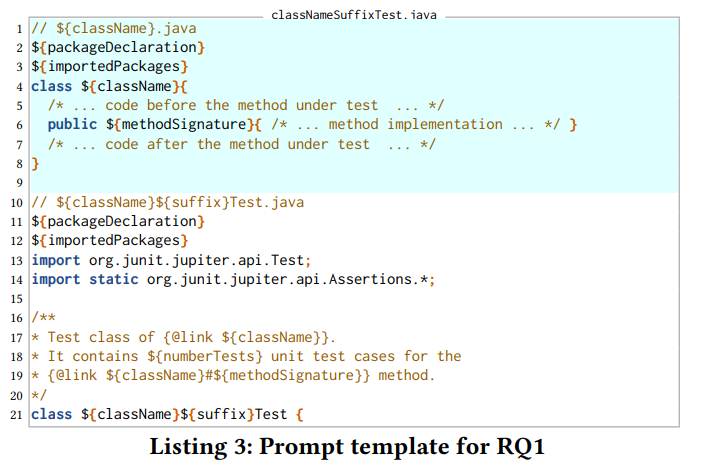 classNameSuffixTest.java
1 // ${className}.java
2 ${packageDeclaration}
3 ${importedPackages}
4 class ${className}{
5   /* ... code before the method under test  ... */
6   public ${methodSignature}{ /* ... method implementation ... */ }
7   /* ... code after the method under test  ... */
8 }
9
10 // ${className}${suffix}Test.java
11 ${packageDeclaration}
12 ${importedPackages}
13 import org.junit.jupiter.api.Test;
14 import static org.junit.jupiter.api.Assertions.*;
15
16 /**
17 * Test class of {@link ${className}}.
18 * It contains ${numberTests} unit test cases for the
19 * {@link ${className}#${methodSignature}} method.
20 */
21 class ${className}${suffix}Test {
Listing 3: Prompt template for RQ1